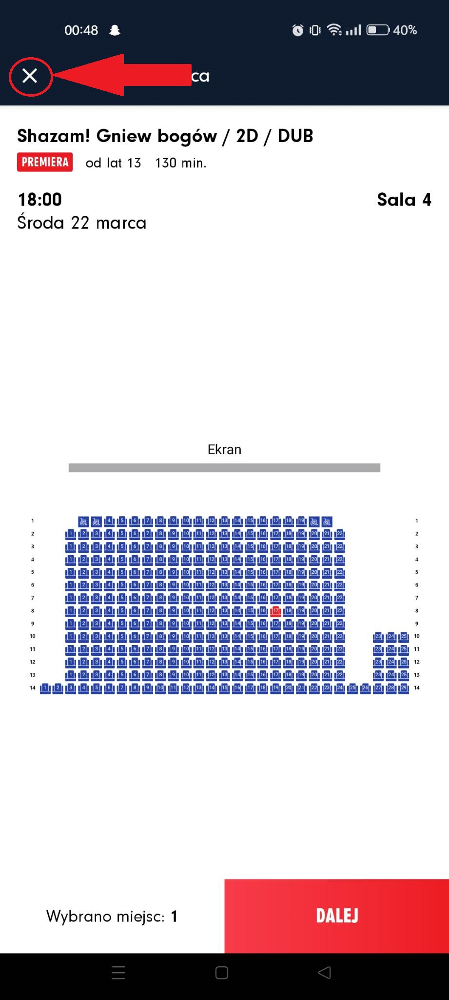 00:48 40%
ca
Shazam! Gniew bogów / 2D / DUB
PREMIERA od lat 13 130 min.
18:00 Sala 4
Środa 22 marca
Ekran
1 4 5 6 7 8 9 10 11 12 13 14 15 16 17 18 19 1
2 1 2 3 4 5 6 7 8 9 10 11 12 13 14 15 16 17 18 19 20 21 22 2
3 1 2 3 4 5 6 7 8 9 10 11 12 13 14 15 16 17 18 19 20 21 22 3
4 1 2 3 4 5 6 7 8 9 10 11 12 13 14 15 16 17 18 19 20 21 22 4
5 1 2 3 4 5 6 7 8 9 10 11 12 13 14 15 16 17 18 19 20 21 22 5
6 1 2 3 4 5 6 7 8 9 10 11 12 13 14 15 16 17 18 19 20 21 22 6
7 1 2 3 4 5 6 7 8 9 10 11 12 13 14 15 16 17 18 19 20 21 22 7
8 1 2 3 4 5 6 7 8 9 10 11 12 13 14 15 16 17 18 19 20 21 22 8
9 1 2 3 4 5 6 7 8 9 10 11 12 13 14 15 16 17 18 19 20 21 22 9
10 1 2 3 4 5 6 7 8 9 10 11 12 13 14 15 16 17 18 19 20 21 22 23 24 25 10
11 1 2 3 4 5 6 7 8 9 10 11 12 13 14 15 16 17 18 19 20 21 22 23 24 25 11
12 1 2 3 4 5 6 7 8 9 10 11 12 13 14 15 16 17 18 19 20 21 22 23 24 25 12
13 1 2 3 4 5 6 7 8 9 10 11 12 13 14 15 16 17 18 19 20 21 22 23 24 25 13
14 1 2 3 4 5 6 7 8 9 10 11 12 13 14 15 16 17 18 19 20 21 22 23 24 25 26 27 28 29 14
Wybrano miejsc: 1 DALEJ